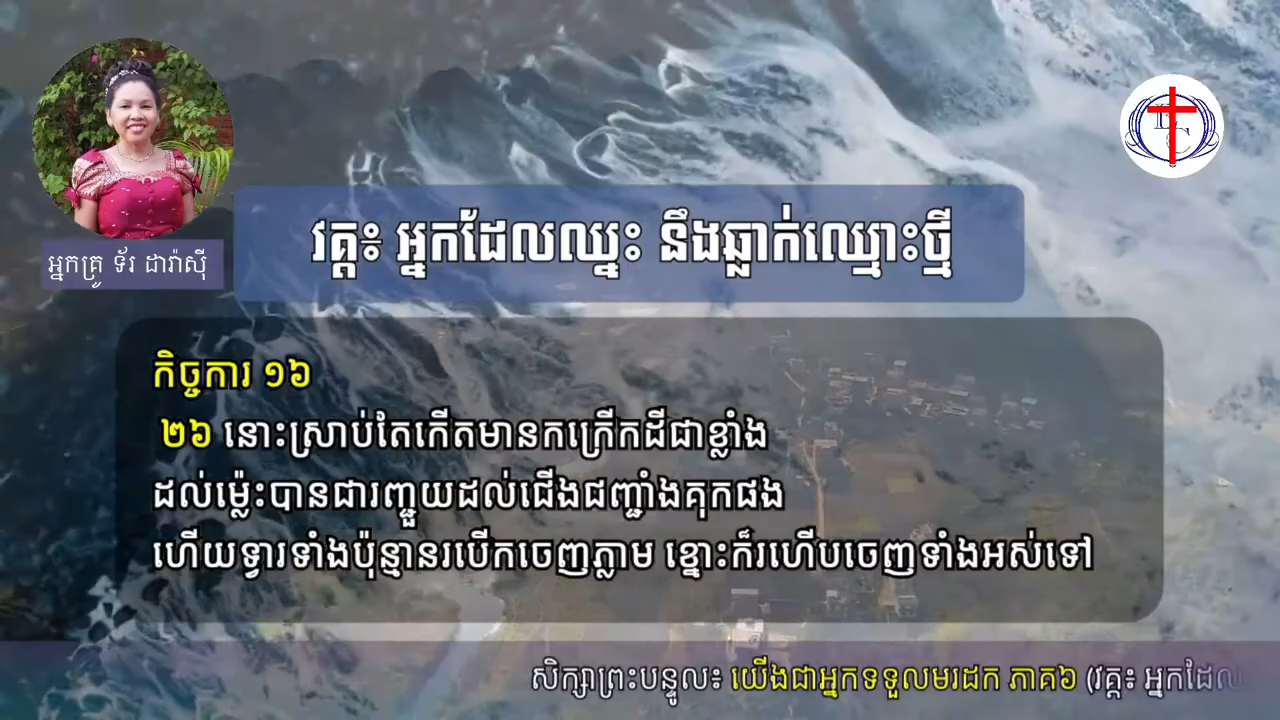 អ្នកគ្រូ ទ័រ ដាវ៉ាស៊ី
វគ្គ៖ អ្នកដែលឈ្នះ នឹងឆ្លាក់ឈ្មោះថ្មី
កិច្ចការ ១៦
២៦ នោះស្រាប់តែកើតមានកក្រើកដីជាខ្លាំង
ដល់ម៉្លេះបានជារញ្ជួយដល់ជើងជញ្ជាំងគុកផង
ហើយទ្វារទាំងប៉ុន្មានរបើកចេញភ្លាម ខ្នោះក៏រហើបចេញទាំងអស់ទៅ
សិក្សាព្រះបន្ទូល៖ យើងជាអ្នកទទួលមរដក ភាគ៦ (វគ្គ៖ អ្នកដែល